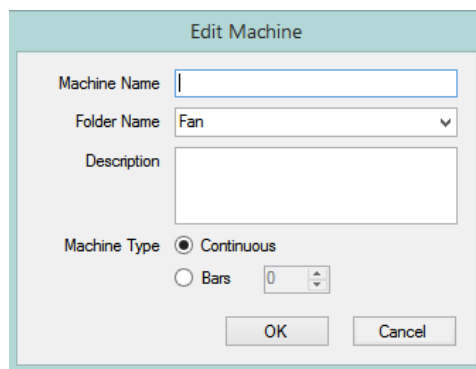 Edit Machine
Machine Name
Folder Name Fan
Description
Machine Type Continuous
Bars 0
OK Cancel